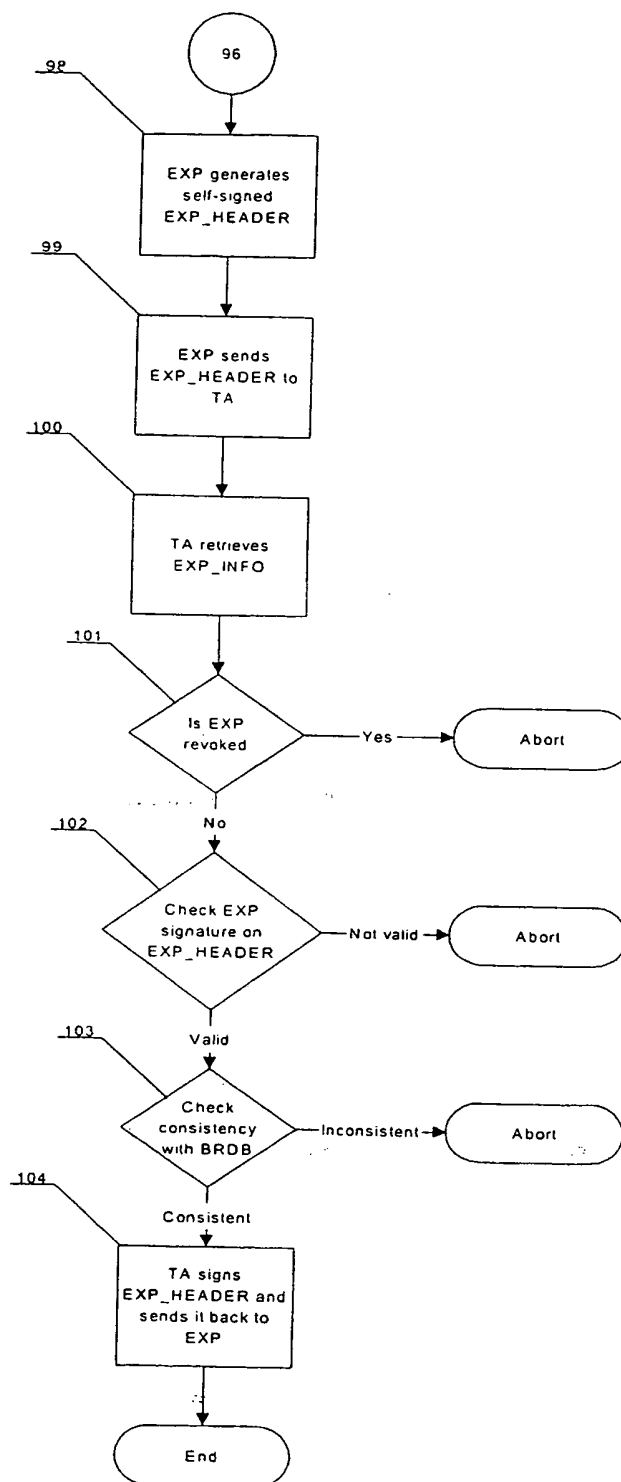 96
98
EXP generates
self-signed
EXP_HEADER
99
EXP sends
EXP_HEADER to
TA
100
TA retrieves
EXP_INFO
101
Is EXP
revoked
Yes
Abort
No
102
Check EXP
signature on
EXP_HEADER
Not valid
Abort
Valid
103
Check
consistency
with BRDB
Inconsistent
Abort
Consistent
104
TA signs
EXP_HEADER and
sends it back to
EXP
End